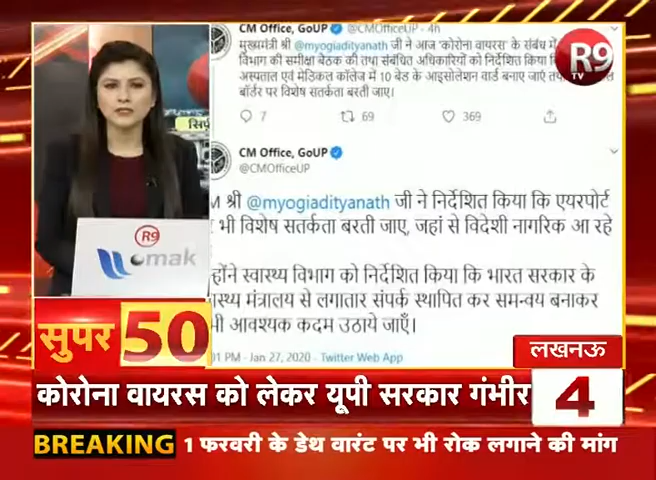 CM Office, GoUP @CMOfficeUP · 4h
मुख्यमंत्री श्री @myogiadityanath जी ने आज 'कोरोना वायरस' के संबंध में
विभाग की समीक्षा बैठक की तथा संबंधित अधिकारियों को निर्देशित किया
अस्पताल एवं मेडिकल कॉलेज में 10 बेड के आइसोलेशन वार्ड बनाए जाएं
बॉर्डर पर विशेष सतर्कता बरती जाए।
7 69 369
R9
TV
CM Office, GoUP
@CMOfficeUP
श्री @myogiadityanath जी ने निर्देशित किया कि एयरपोर्ट
भी विशेष सतर्कता बरती जाए, जहां से विदेशी नागरिक आ रहे
स्वास्थ्य विभाग को निर्देशित किया कि भारत सरकार के
मंत्रालय से लगातार संपर्क स्थापित कर समन्वय बनाकर
आवश्यक कदम उठाये जाएँ।
PM - Jan 27, 2020 - Twitter Web App
R9
omak
सुपर 50
लखनऊ
कोरोना वायरस को लेकर यूपी सरकार गंभीर 4
BREAKING 1 फरवरी के डेथ वारंट पर भी रोक लगाने की मांग